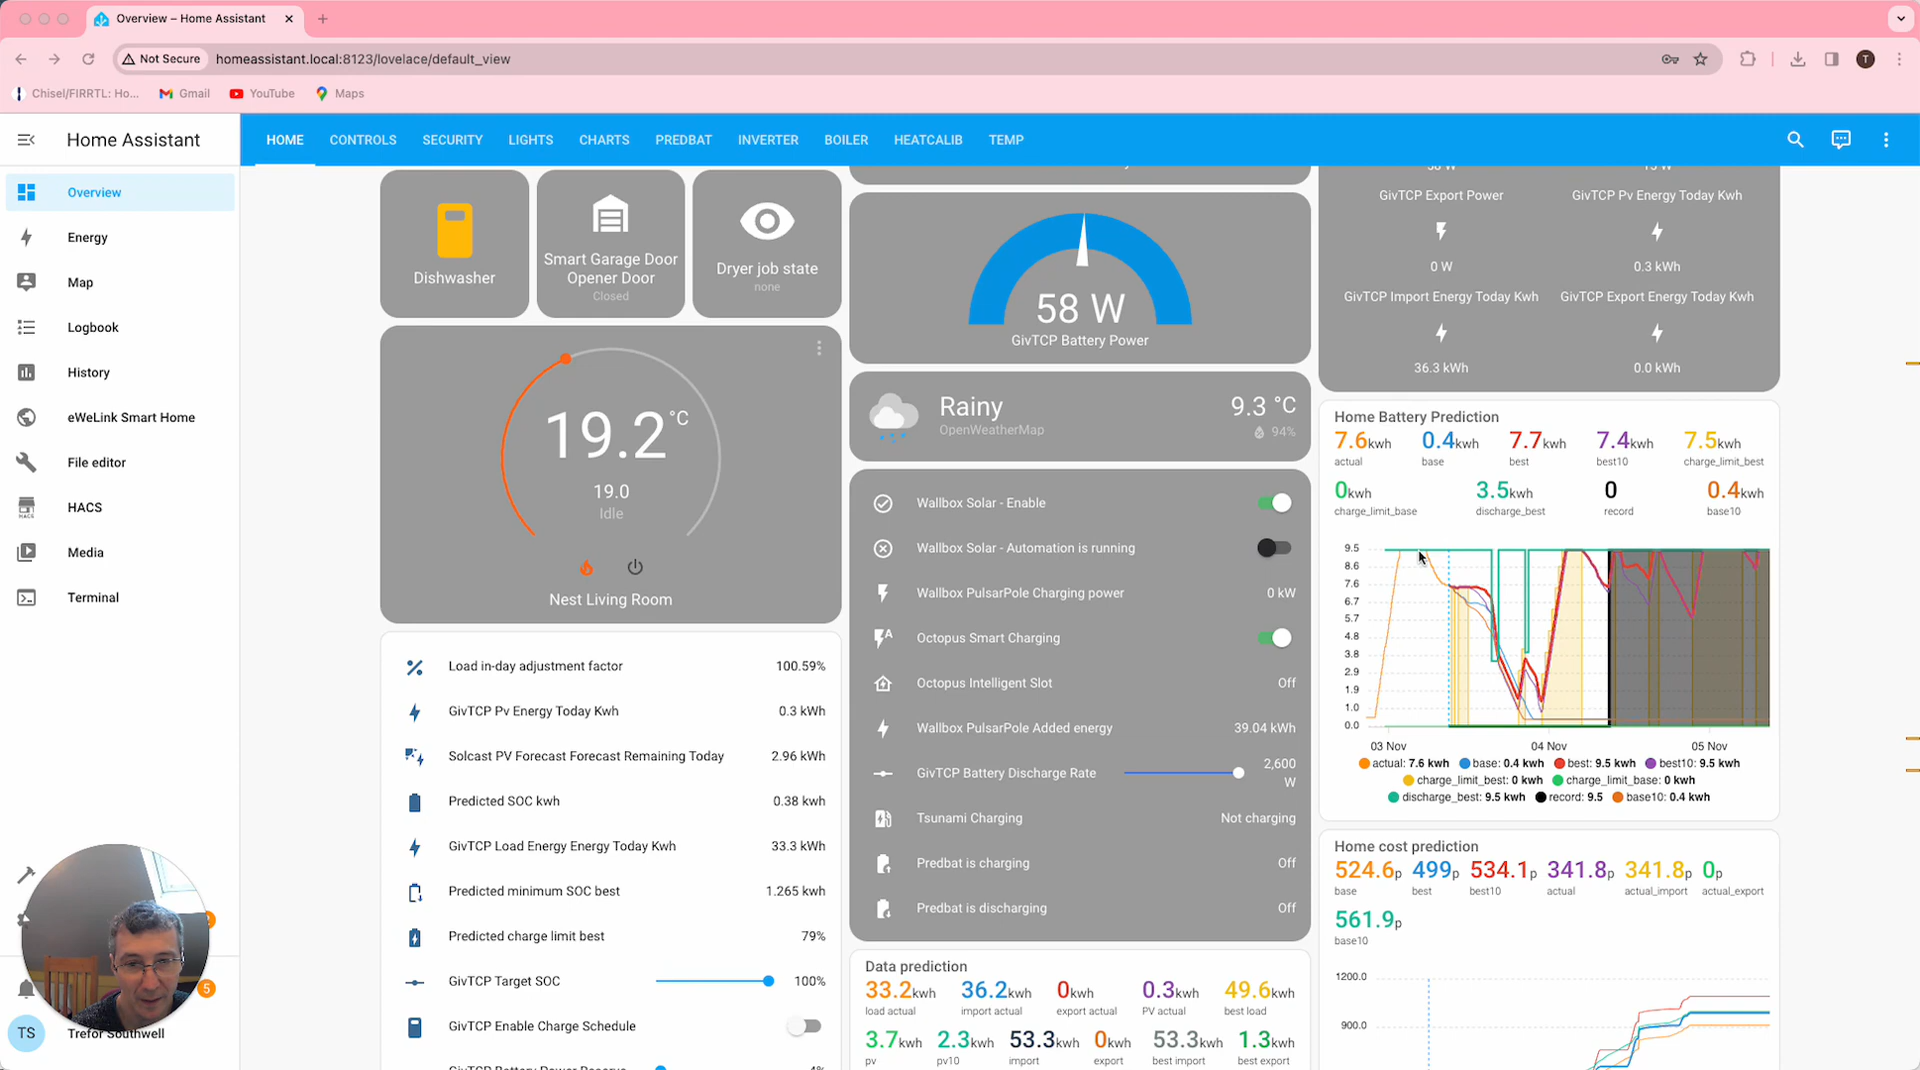 Overview – Home Assistant
Not Secure homeassistant.local:8123/lovelace/default_view
T
Chisel/FIRRTL: Ho... Gmail YouTube Maps
Home Assistant
HOME CONTROLS SECURITY LIGHTS CHARTS PREDBAT INVERTER BOILER HEATCALIB TEMP
Overview
Energy
Map
Logbook
History
eWeLink Smart Home
File editor
HACS
Media
Terminal
5
TS Trefor Southwell
Dishwasher
Smart Garage Door
Opener Door
Closed
Dryer job state
none
19.2 °C
19.0
Idle
Nest Living Room
Load in-day adjustment factor 100.59%
GivTCP Pv Energy Today Kwh 0.3 kWh
Solcast PV Forecast Forecast Remaining Today 2.96 kWh
Predicted SOC kwh 0.38 kWh
GivTCP Load Energy Energy Today Kwh 33.3 kWh
Predicted minimum SOC best 1.265 kwh
Predicted charge limit best 79%
GivTCP Target SOC 100%
GivTCP Enable Charge Schedule
58 W
GivTCP Battery Power
Rainy
OpenWeatherMap
9.3 °C
94%
Wallbox Solar - Enable
Wallbox Solar - Automation is running
Wallbox PulsarPole Charging power 0 kW
Octopus Smart Charging
Octopus Intelligent Slot Off
Wallbox PulsarPole Added energy 39.04 kWh
GivTCP Battery Discharge Rate 2,600
W
Tsunami Charging Not charging
Predbat is charging Off
Predbat is discharging Off
Data prediction
33.2kwh 36.2kwh 0kwh 0.3kwh 49.6kwh
load actual import actual export actual PV actual best load
3.7kwh 2.3kwh 53.3kwh 0kwh 53.3kwh 1.3kwh
pv pv10 import export best import best export
GivTCP Export Power GivTCP Pv Energy Today Kwh
0 W 0.3 kWh
GivTCP Import Energy Today Kwh GivTCP Export Energy Today Kwh
36.3 kWh 0.0 kWh
Home Battery Prediction
7.6kwh 0.4kwh 7.7kwh 7.4kwh 7.5kwh
actual base best best10 charge_limit_best
0kwh 3.5kwh 0 0.4kwh
charge_limit_base discharge_best record base10
9.5
8.6
7.6
6.7
5.7
4.8
3.8
2.9
1.9
1.0
0.0
03 Nov 04 Nov 05 Nov
actual: 7.6 kwh base: 0.4 kwh best: 9.5 kwh best10: 9.5 kwh
charge_limit_best: 0 kwh charge_limit_base: 0 kwh
discharge_best: 9.5 kwh record: 9.5 base10: 0.4 kwh
Home cost prediction
524.6p 499p 534.1p 341.8p 341.8p 0p
base best best10 actual actual_import actual_export
561.9p
base10
1200.0
900.0